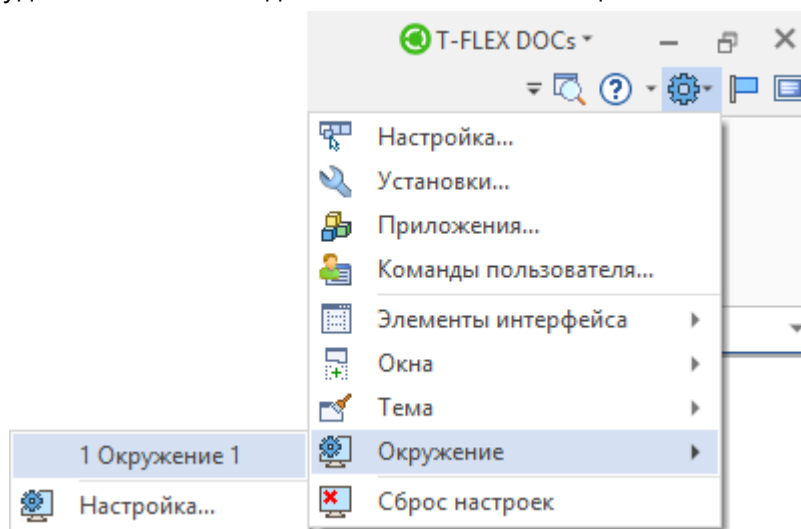 T-FLEX DOCs
Настройка...
Установки...
Приложения...
Команды пользователя...
Элементы интерфейса
Окна
Тема
Окружение
1 Окружение 1
Сброс настроек
Настройка...